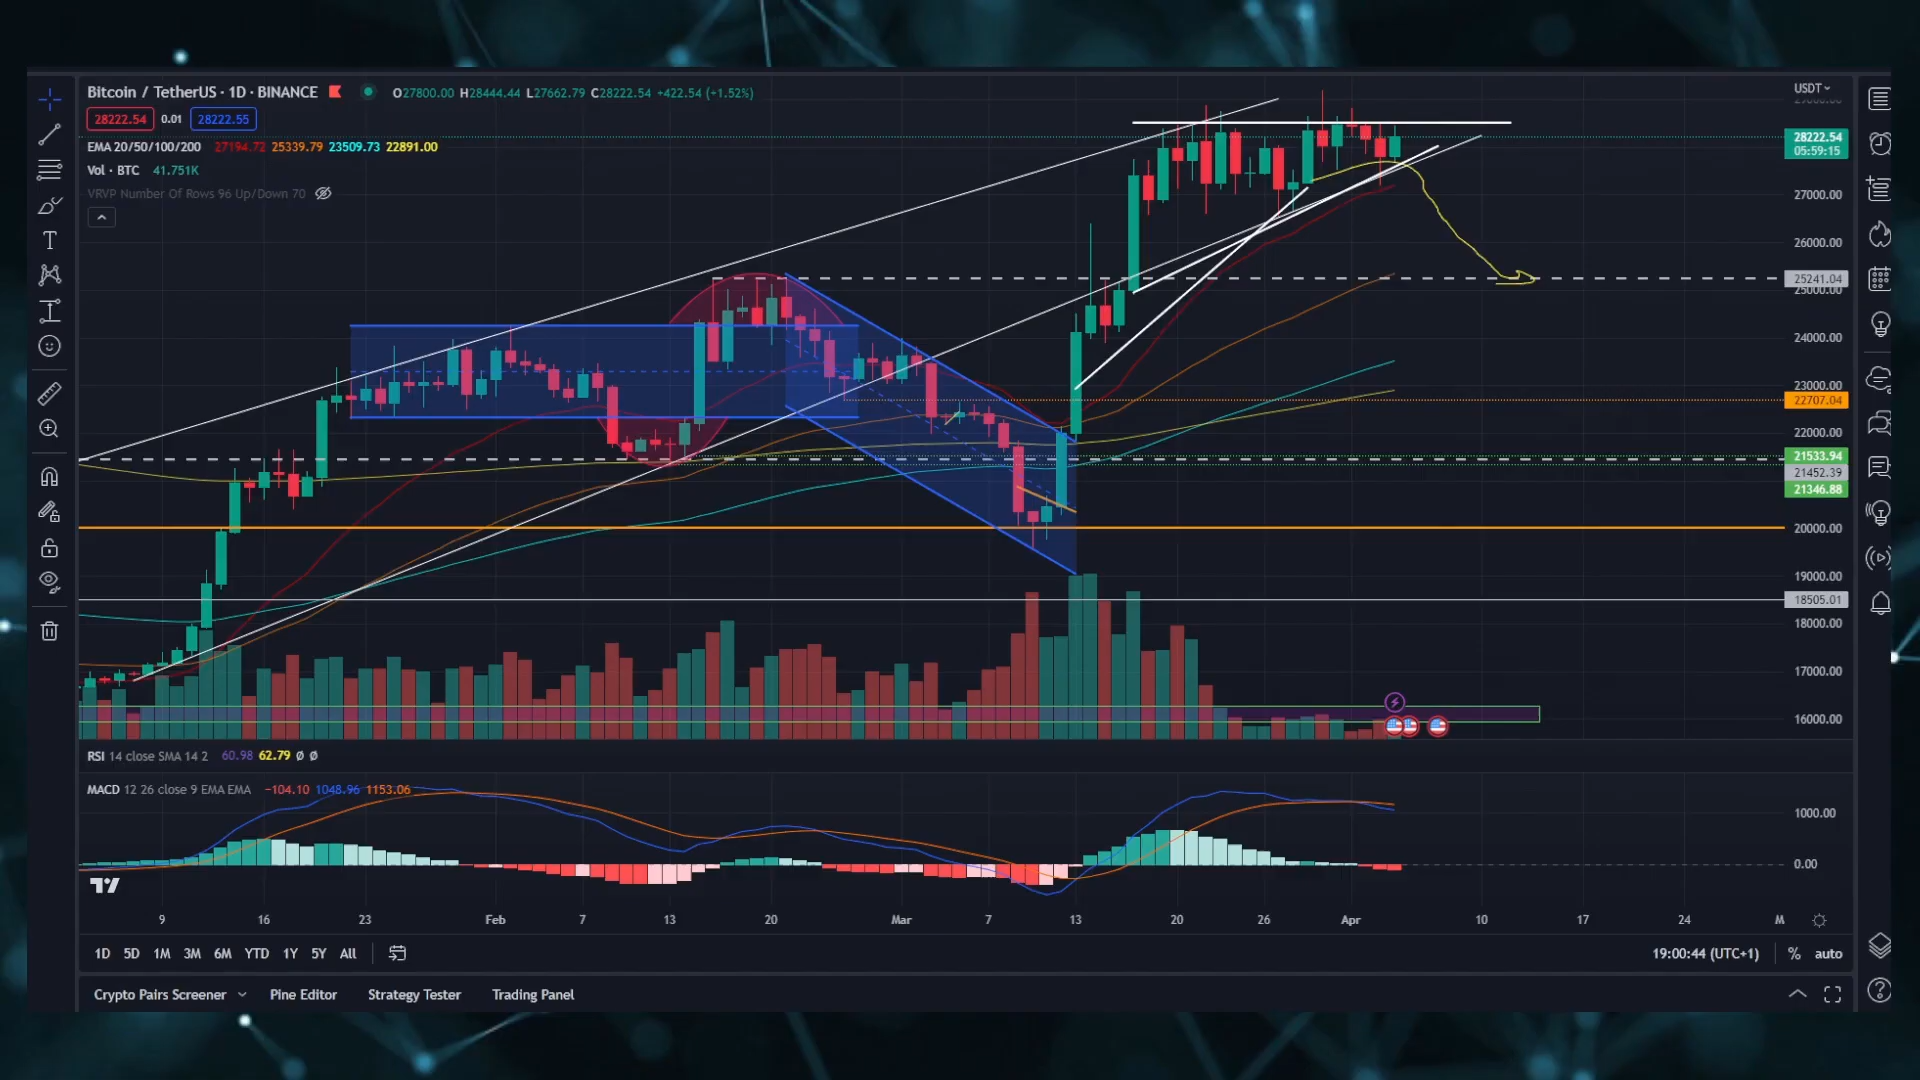 Bitcoin / TetherUS · 1D · BINANCE O27800.00 H28444.44 L27662.79 C28222.54 +422.54 (+1.52%)
USDT
28222.54 0.01 28222.55
EMA 20/50/100/200 27194.72 25339.79 23509.73 22891.00
Vol · BTC 41.751K
VRVP Number Of Rows 96 Up/Down 70
28222.54
05:59:15
27000.00
26000.00
25241.04
25000.00
24000.00
23000.00
22707.04
22000.00
21533.94
21452.39
21346.88
20000.00
19000.00
18505.01
18000.00
17000.00
16000.00
RSI 14 close SMA 14 2 60.98 62.79 Ø Ø
MACD 12 26 close 9 EMA EMA −104.10 1048.96 1153.06
1000.00
0.00
9 16 23 Feb 7 13 20 Mar 7 13 20 26 Apr 10 17 24 M
1D 5D 1M 3M 6M YTD 1Y 5Y All 19:00:44 (UTC+1) % auto
Crypto Pairs Screener Pine Editor Strategy Tester Trading Panel